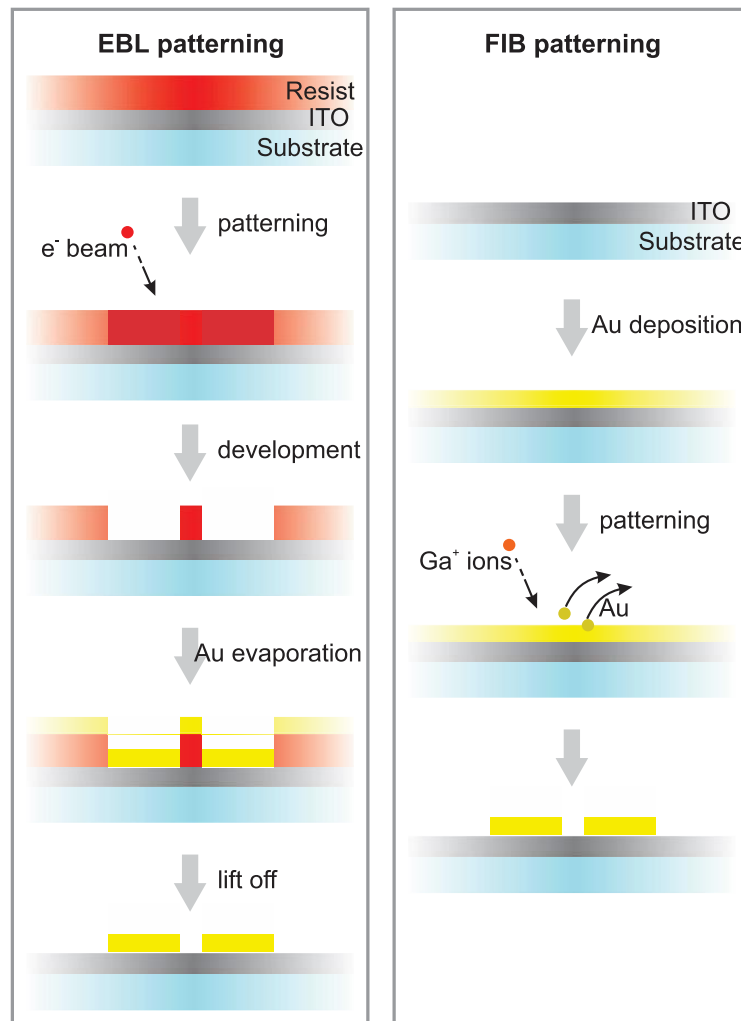 EBL patterning
Resist
ITO
Substrate
patterning
e⁻ beam
development
Au evaporation
lift off
FIB patterning
ITO
Substrate
Au deposition
patterning
Ga⁺ ions
Au